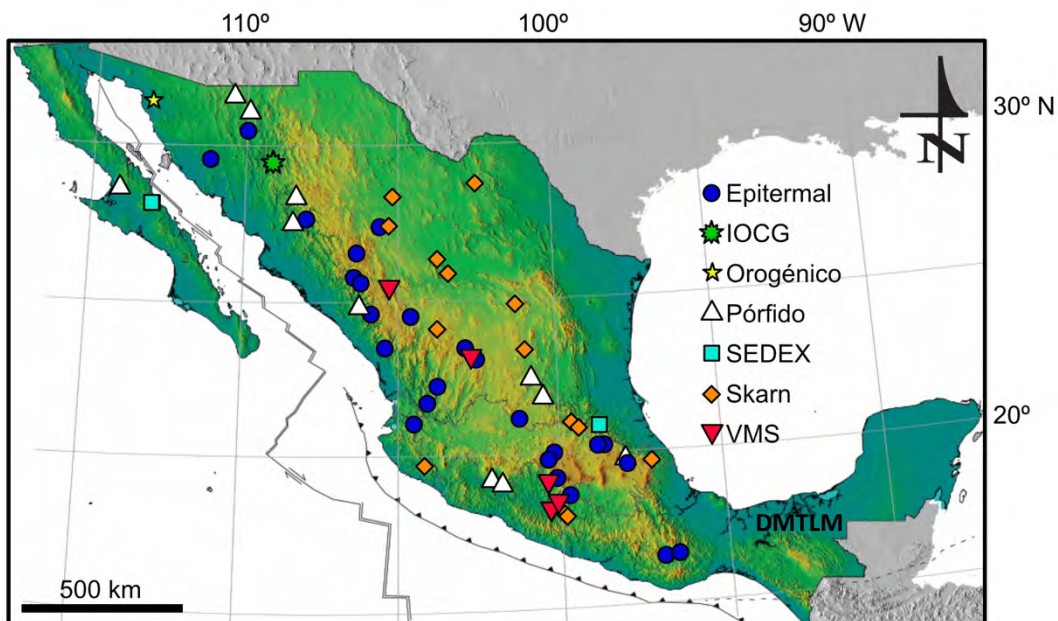 110º 100º 90º W
30º N
N
Epitermal
IOCG
Orogénico
Pórfido
SEDEX
Skarn
VMS
20º
DMTLM
500 km